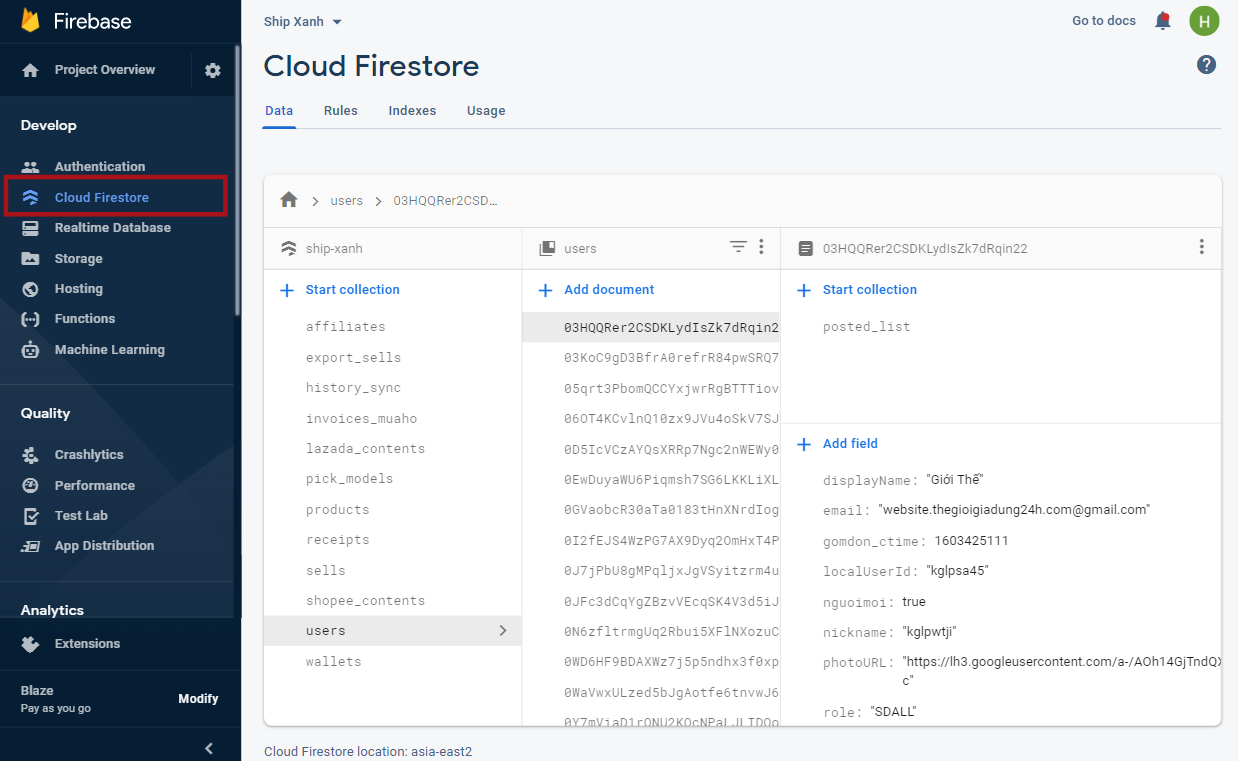 Firebase
Project Overview
Develop
Authentication
Cloud Firestore
Realtime Database
Storage
Hosting
Functions
Machine Learning
Quality
Crashlytics
Performance
Test Lab
App Distribution
Analytics
Extensions
Blaze
Pay as you go
Modify
Ship Xanh
Go to docs
H
Cloud Firestore
?
Data Rules Indexes Usage
users
03HQQRer2CSD...
ship-xanh
Start collection
affiliates
export_sells
history_sync
invoices_muaho
lazada_contents
pick_models
products
receipts
sells
shopee_contents
users
wallets
users
Add document
03HQQRer2CSDKLydIsZk7dRqin2
03KoC9gD3BfrA0refrR84pwSRQ7
05qrt3PbomQCCYxjwrRgBTTTiov
06OT4KCvlnQ10zx9JVu4oSkV7SJ
0D5IcVCzAYQsXRRp7Ngc2nWEWy0
0EwDuyaWU6Piqmsh7SG6LKKLiXL
0GVaobcR30aTa0183tHnXNrdIog
0I2fEJS4WzPG7AX9Dyq2OmHxT4P
0J7jPbU8gMPqljxJgVSyitzrm4u
0JFc3dCqYgZBzvVEcqSK4V3d5iJ
0N6zfltrmgUq2Rbui5XFlNXozuC
0WD6HF9BDAXWz7j5p5ndhx3f0xp
0WaVwxULzed5bJgAotfe6tnvwJ6
03HQQRer2CSDKLydIsZk7dRqin22
Start collection
posted_list
Add field
displayName: "Giới Thế"
email: "website.thegioigiadung24h.com@gmail.com"
gomdon_ctime: 1603425111
localUserId: "kglpsa45"
nguoimoi: true
nickname: "kglpwtji"
photoURL: "https://lh3.googleusercontent.com/a-/AOh14GjTndQX
c"
role: "SDALL"
Cloud Firestore location: asia-east2